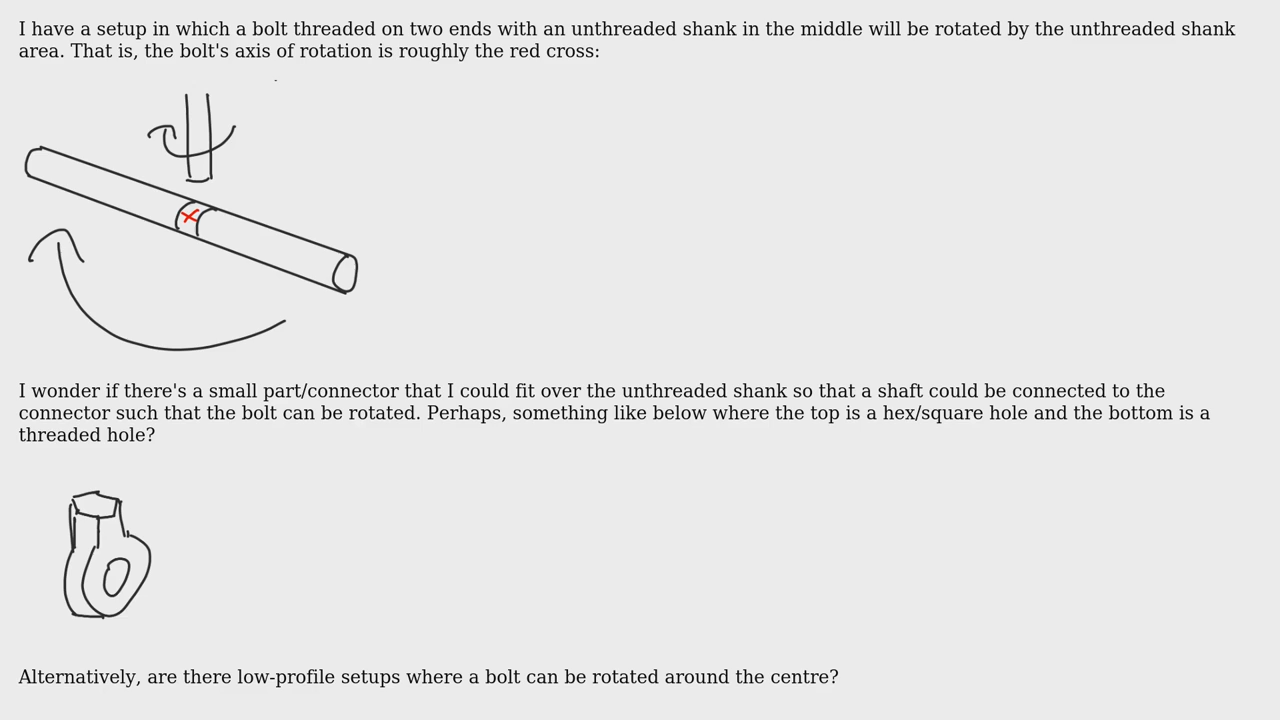 I have a setup in which a bolt threaded on two ends with an unthreaded shank in the middle will be rotated by the unthreaded shank
area. That is, the bolt's axis of rotation is roughly the red cross:
I wonder if there's a small part/connector that I could fit over the unthreaded shank so that a shaft could be connected to the
connector such that the bolt can be rotated. Perhaps, something like below where the top is a hex/square hole and the bottom is a
threaded hole?
Alternatively, are there low-profile setups where a bolt can be rotated around the centre?